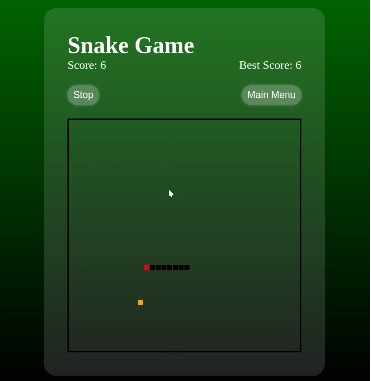 Snake Game
Score: 6
Best Score: 6
Stop
Main Menu